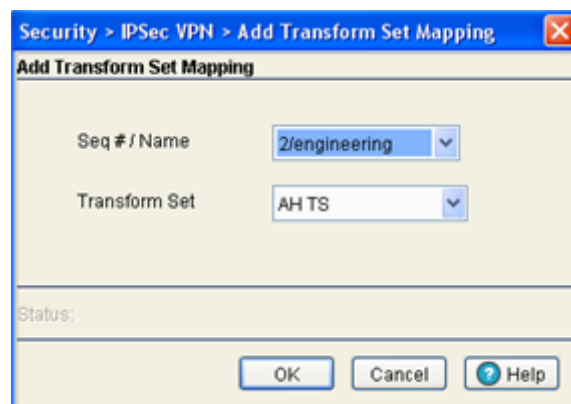 Security > IPSec VPN > Add Transform Set Mapping
Add Transform Set Mapping
Seq # / Name 2/engineering
Transform Set AH TS
Status:
OK Cancel Help